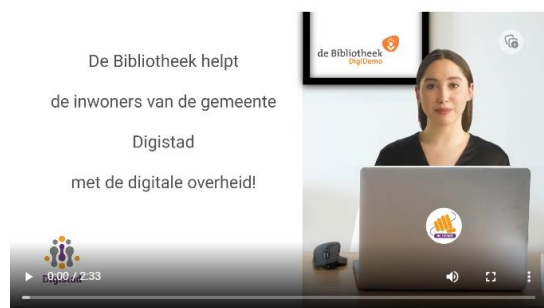 De Bibliotheek helpt
de inwoners van de gemeente
Digistad
met de digitale overheid!
de Bibliotheek
DigiDemo
0:00 / 2:33